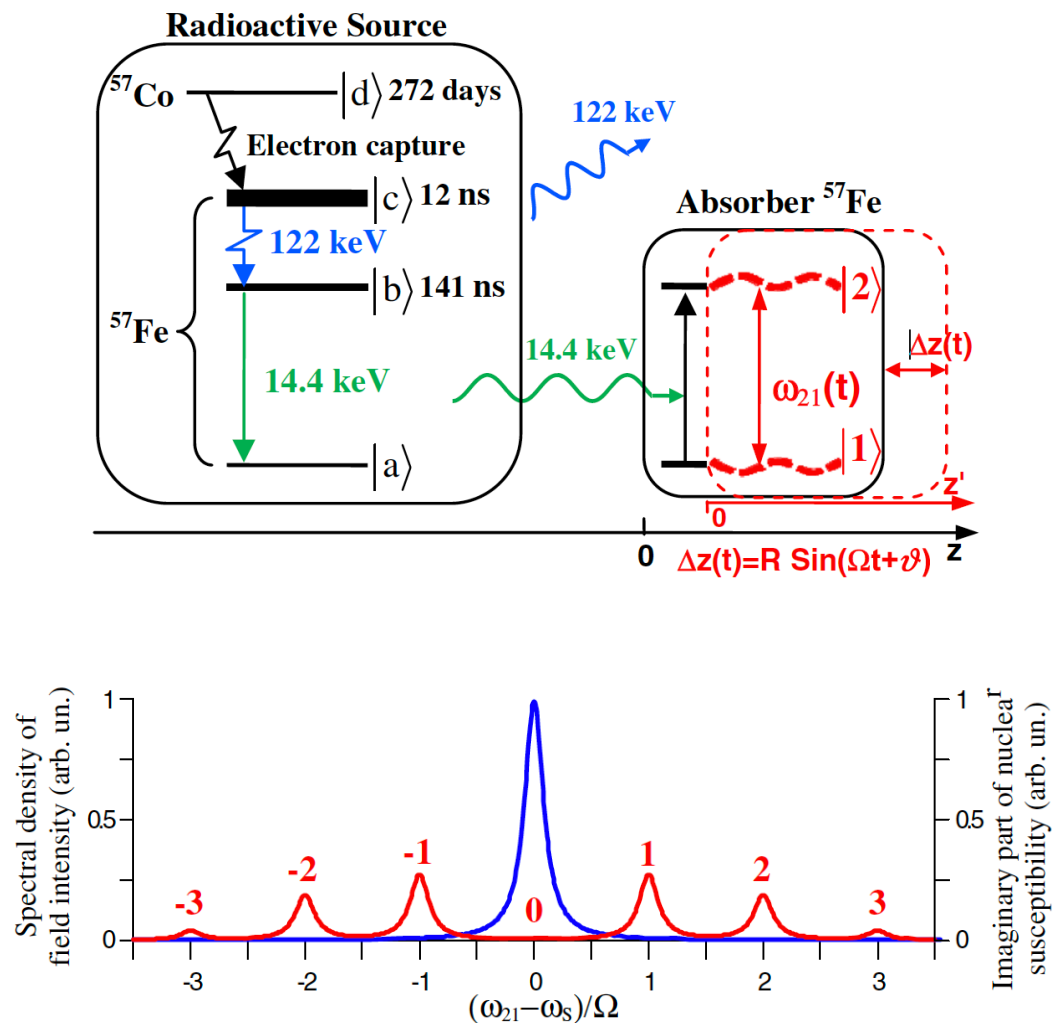 Radioactive Source
⁵⁷Co
|d⟩ 272 days
Electron capture
122 keV
|c⟩ 12 ns
122 keV
|b⟩ 141 ns
⁵⁷Fe
14.4 keV
|a⟩
14.4 keV
Absorber ⁵⁷Fe
|2⟩
Δz(t)
ω₂₁(t)
|1⟩
z'
0
0
z
Δz(t)=R Sin(Ωt+ϑ)
Spectral density of
field intensity (arb. un.)
1
0.5
0
-3
-2
-1
0
1
2
3
1
0.5
0
Imaginary part of nuclear
susceptibility (arb. un.)
-3 -2 -1 0 1 2 3
(ω₂₁−ωₛ)/Ω